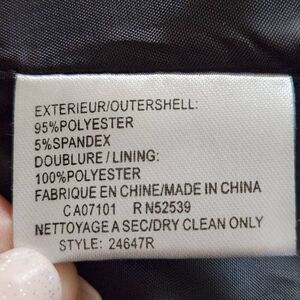 EXTERIEUR/OUTERSHELL:
95%POLYESTER
5%SPANDEX
DOUBLURE / LINING:
100%POLYESTER
FABRIQUE EN CHINE/MADE IN CHINA
CA07101 RN52539
NETTOYAGE A SEC/DRY CLEAN ONLY
STYLE: 24647R